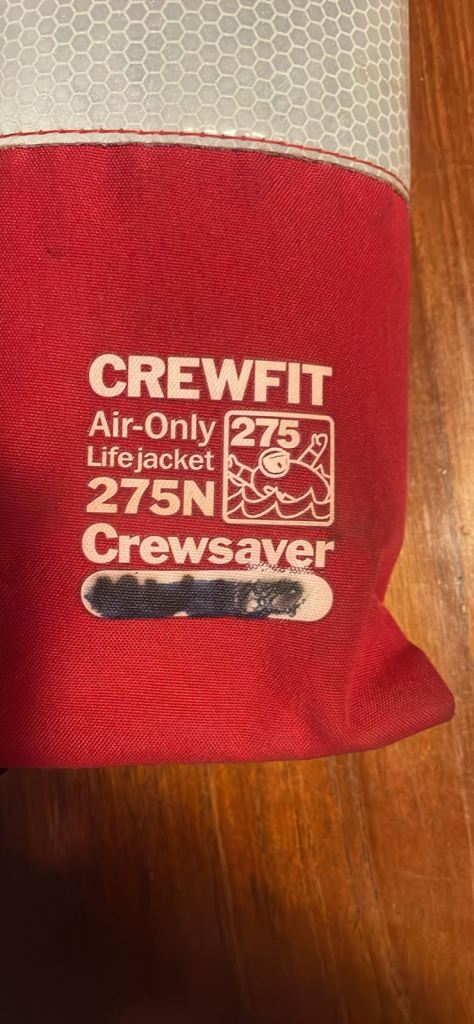 CREWFIT
Air-Only
Lifejacket
275N
275
Crewsaver